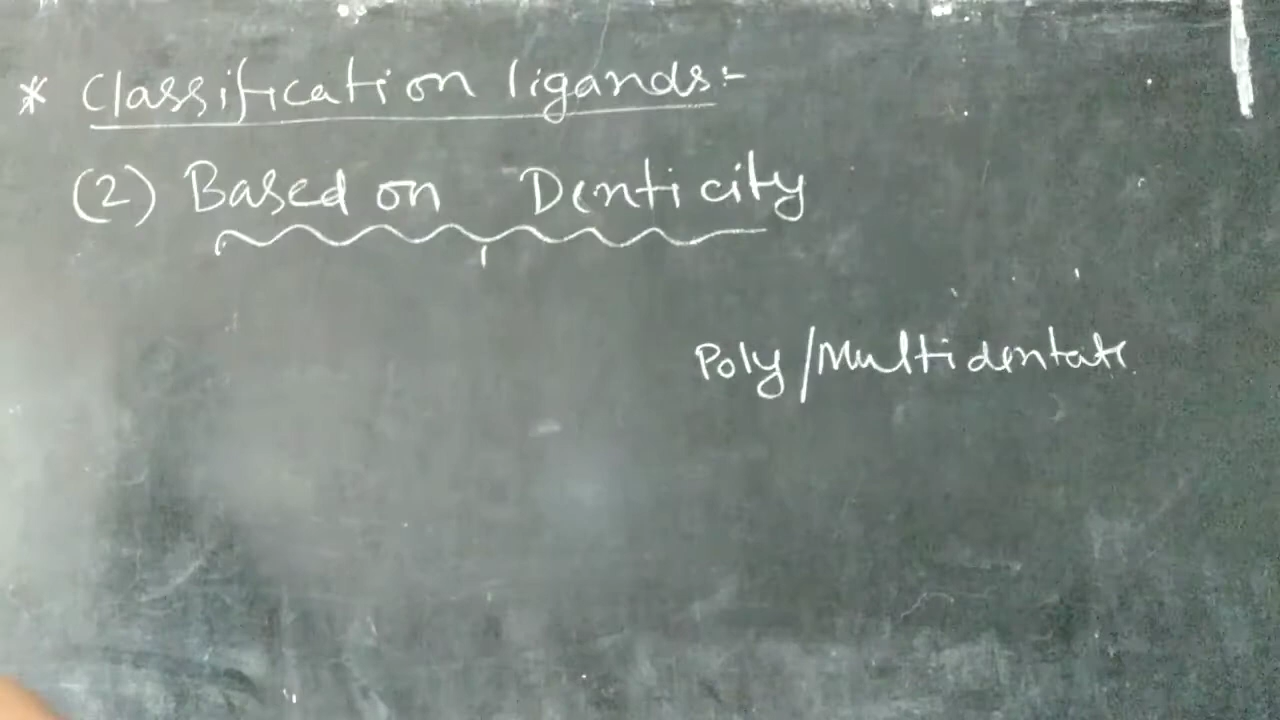 * Classification ligands:-
(2) Based on Denticity
Poly/Multidentate